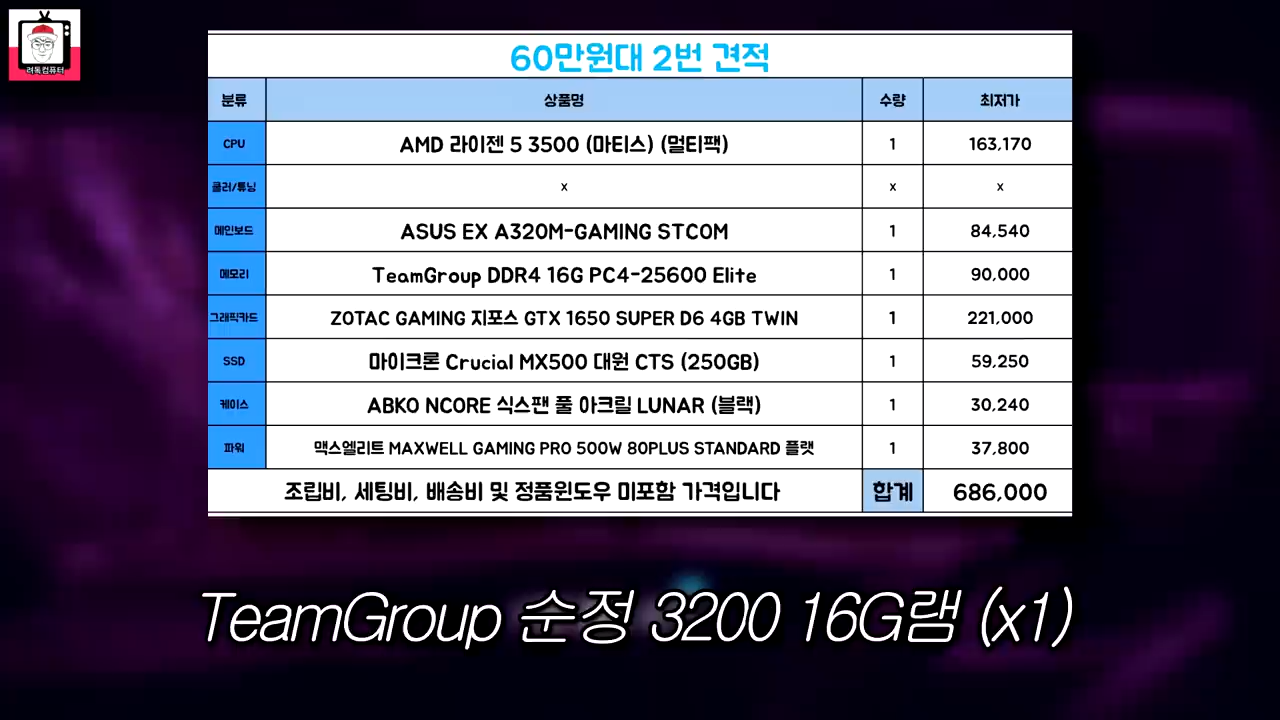 려독컴퓨터
60만원대 2번 견적
분류 상품명 수량 최저가
CPU AMD 라이젠 5 3500 (마티스) (멀티팩) 1 163,170
쿨러/튜닝 x x x
메인보드 ASUS EX A320M-GAMING STCOM 1 84,540
메모리 TeamGroup DDR4 16G PC4-25600 Elite 1 90,000
그래픽카드 ZOTAC GAMING 지포스 GTX 1650 SUPER D6 4GB TWIN 1 221,000
SSD 마이크론 Crucial MX500 대원 CTS (250GB) 1 59,250
케이스 ABKO NCORE 식스팬 풀 아크릴 LUNAR (블랙) 1 30,240
파워 맥스엘리트 MAXWELL GAMING PRO 500W 80PLUS STANDARD 플랫 1 37,800
조립비, 세팅비, 배송비 및 정품윈도우 미포함 가격입니다 합계 686,000
TeamGroup 순정 3200 16G램 (x1)